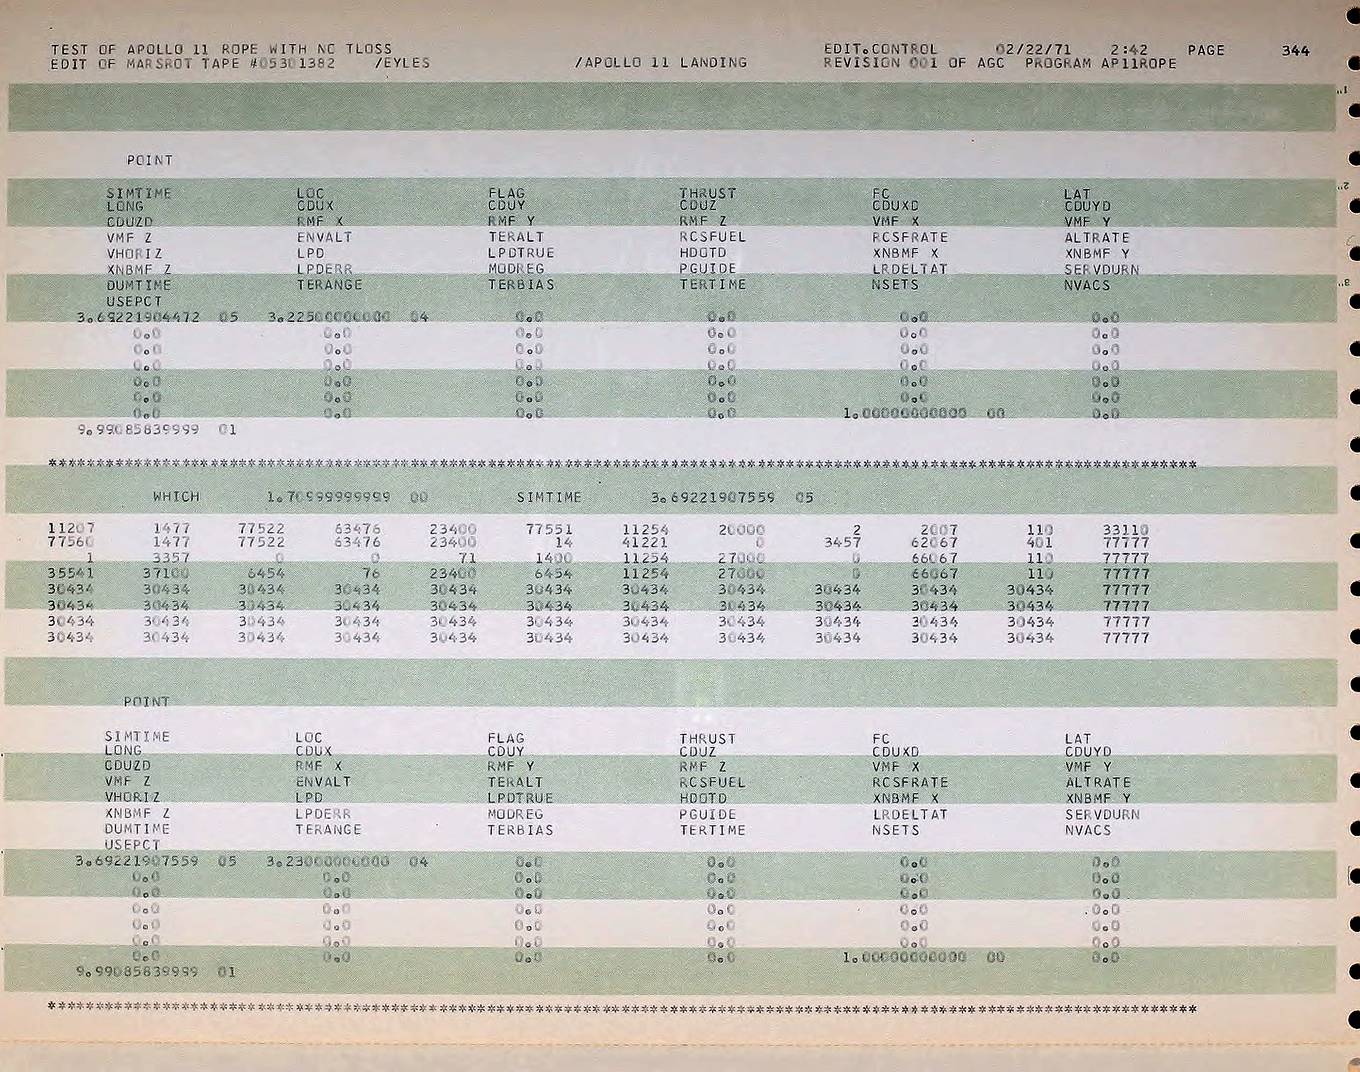 TEST OF APOLLO 11 ROPE WITH NO TLOSS EDIT.CONTROL 02/22/71 2:42 PAGE 344
EDIT OF MARSROT TAPE #05301382 /EYLES /APOLLO 11 LANDING REVISION 001 OF AGC PROGRAM AP11ROPE
POINT
SIMTIME LOC FLAG THRUST FC LAT
LONG CDUX CDUY CDUZ CDUXD CDUYD
CDUZD RMF X RMF Y RMF Z VMF X VMF Y
VMF Z ENVALT TERALT RCSFUEL RCSFRATE ALTRATE
VHORIZ LPD LPDTRUE HDOTD XNBMF X XNBMF Y
XNBMF Z LPDERR MODREG PGUIDE LRDELTAT SERVDURN
DUMTIME TERANGE TERBIAS TERTIME NSETS NVACS
USEPCT
3.69221904472 05 3.22500000000 04 0.0 0.0 0.0 0.0
0.0 0.0 0.0 0.0 0.0 0.0
0.0 0.0 0.0 0.0 0.0 0.0
0.0 0.0 0.0 0.0 0.0 0.0
0.0 0.0 0.0 0.0 0.0 0.0
0.0 0.0 0.0 0.0 0.0 0.0
0.0 0.0 0.0 0.0 1.00000000000 00 0.0
9.99085839999 01
************************************************************************************************************************
WHICH 1.70999999999 00 SIMTIME 3.69221907559 05
11207 1477 77522 63476 23400 77551 11254 20000 2 2007 110 33110
77560 1477 77522 63476 23400 14 41221 0 3457 62067 401 77777
1 3357 0 0 71 1400 11254 27000 0 66067 110 77777
35541 37100 6454 76 23400 6454 11254 27000 0 66067 110 77777
30434 30434 30434 30434 30434 30434 30434 30434 30434 30434 30434 77777
30434 30434 30434 30434 30434 30434 30434 30434 30434 30434 30434 77777
30434 30434 30434 30434 30434 30434 30434 30434 30434 30434 30434 77777
30434 30434 30434 30434 30434 30434 30434 30434 30434 30434 30434 77777
POINT
SIMTIME LOC FLAG THRUST FC LAT
LONG CDUX CDUY CDUZ CDUXD CDUYD
CDUZD RMF X RMF Y RMF Z VMF X VMF Y
VMF Z ENVALT TERALT RCSFUEL RCSFRATE ALTRATE
VHORIZ LPD LPDTRUE HDOTD XNBMF X XNBMF Y
XNBMF Z LPDERR MODREG PGUIDE LRDELTAT SERVDURN
DUMTIME TERANGE TERBIAS TERTIME NSETS NVACS
USEPCT
3.69221907559 05 3.23000000000 04 0.0 0.0 0.0 0.0
0.0 0.0 0.0 0.0 0.0 0.0
0.0 0.0 0.0 0.0 0.0 0.0
0.0 0.0 0.0 0.0 0.0 0.0
0.0 0.0 0.0 0.0 0.0 0.0
0.0 0.0 0.0 0.0 0.0 0.0
0.0 0.0 0.0 0.0 1.00000000000 00 0.0
9.99085839999 01
************************************************************************************************************************